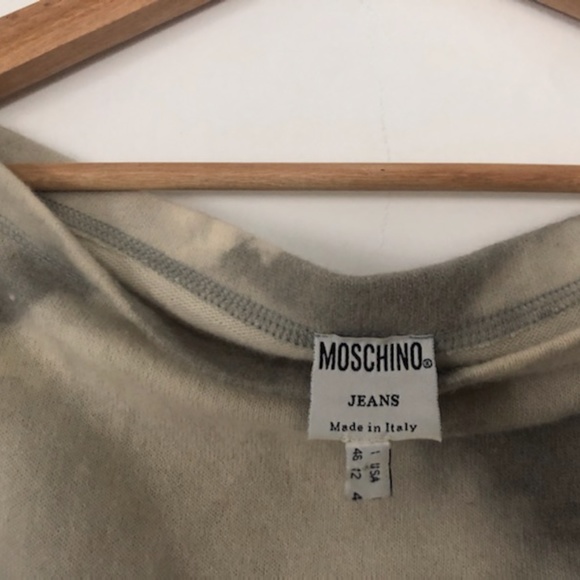 MOSCHINO®
JEANS
Made in Italy
I USA
46 12 4